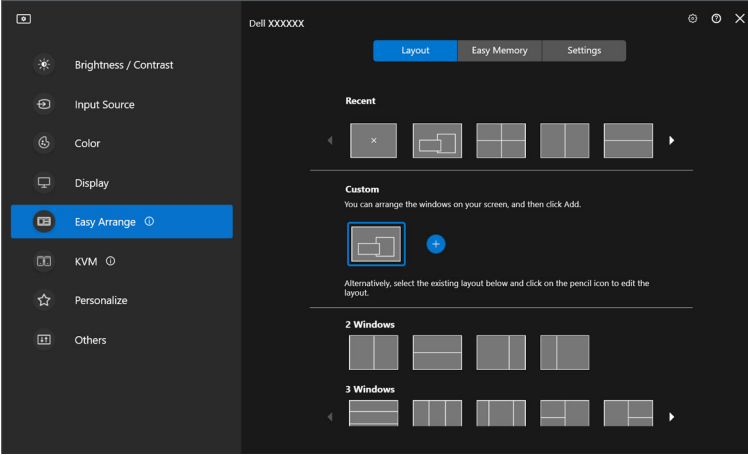 Dell XXXXXX
Layout
Easy Memory
Settings
Brightness / Contrast
Input Source
Color
Display
Easy Arrange
KVM
Personalize
Others
Recent
Custom
You can arrange the windows on your screen, and then click Add.
Alternatively, select the existing layout below and click on the pencil icon to edit the
layout.
2 Windows
3 Windows